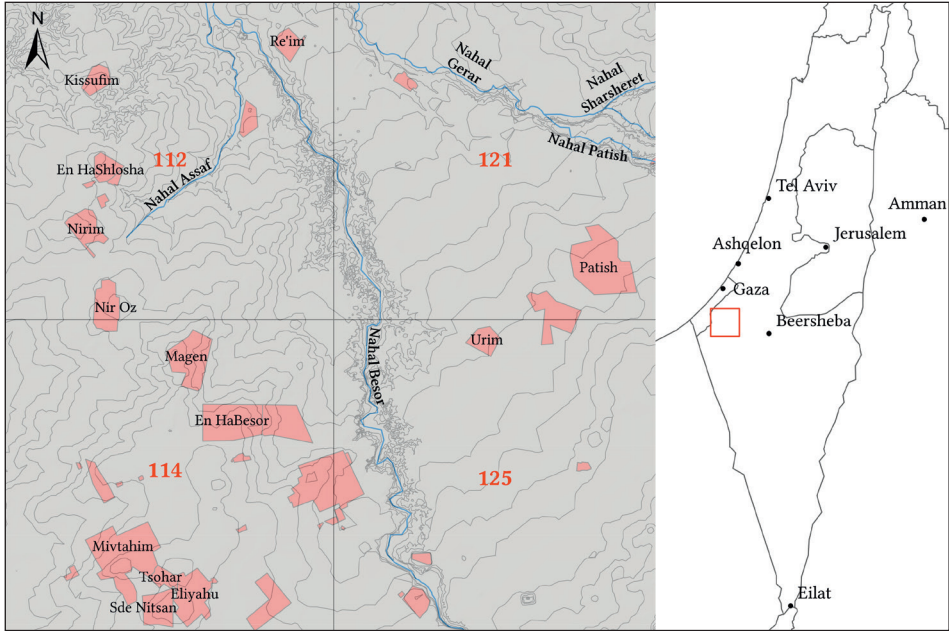 N
Re'im
Kissufim
Nahal
Gerar
Nahal
Sharsheret
Nahal Patish
En HaShlosha
112
121
Nahal Assaf
Nirim
Patish
Nir Oz
Urim
Magen
Nahal Besor
En HaBesor
114
125
Mivtahim
Tsohar
Eliyahu
Sde Nitsan
Tel Aviv
Amman
Jerusalem
Ashqelon
Gaza
Beersheba
Eilat